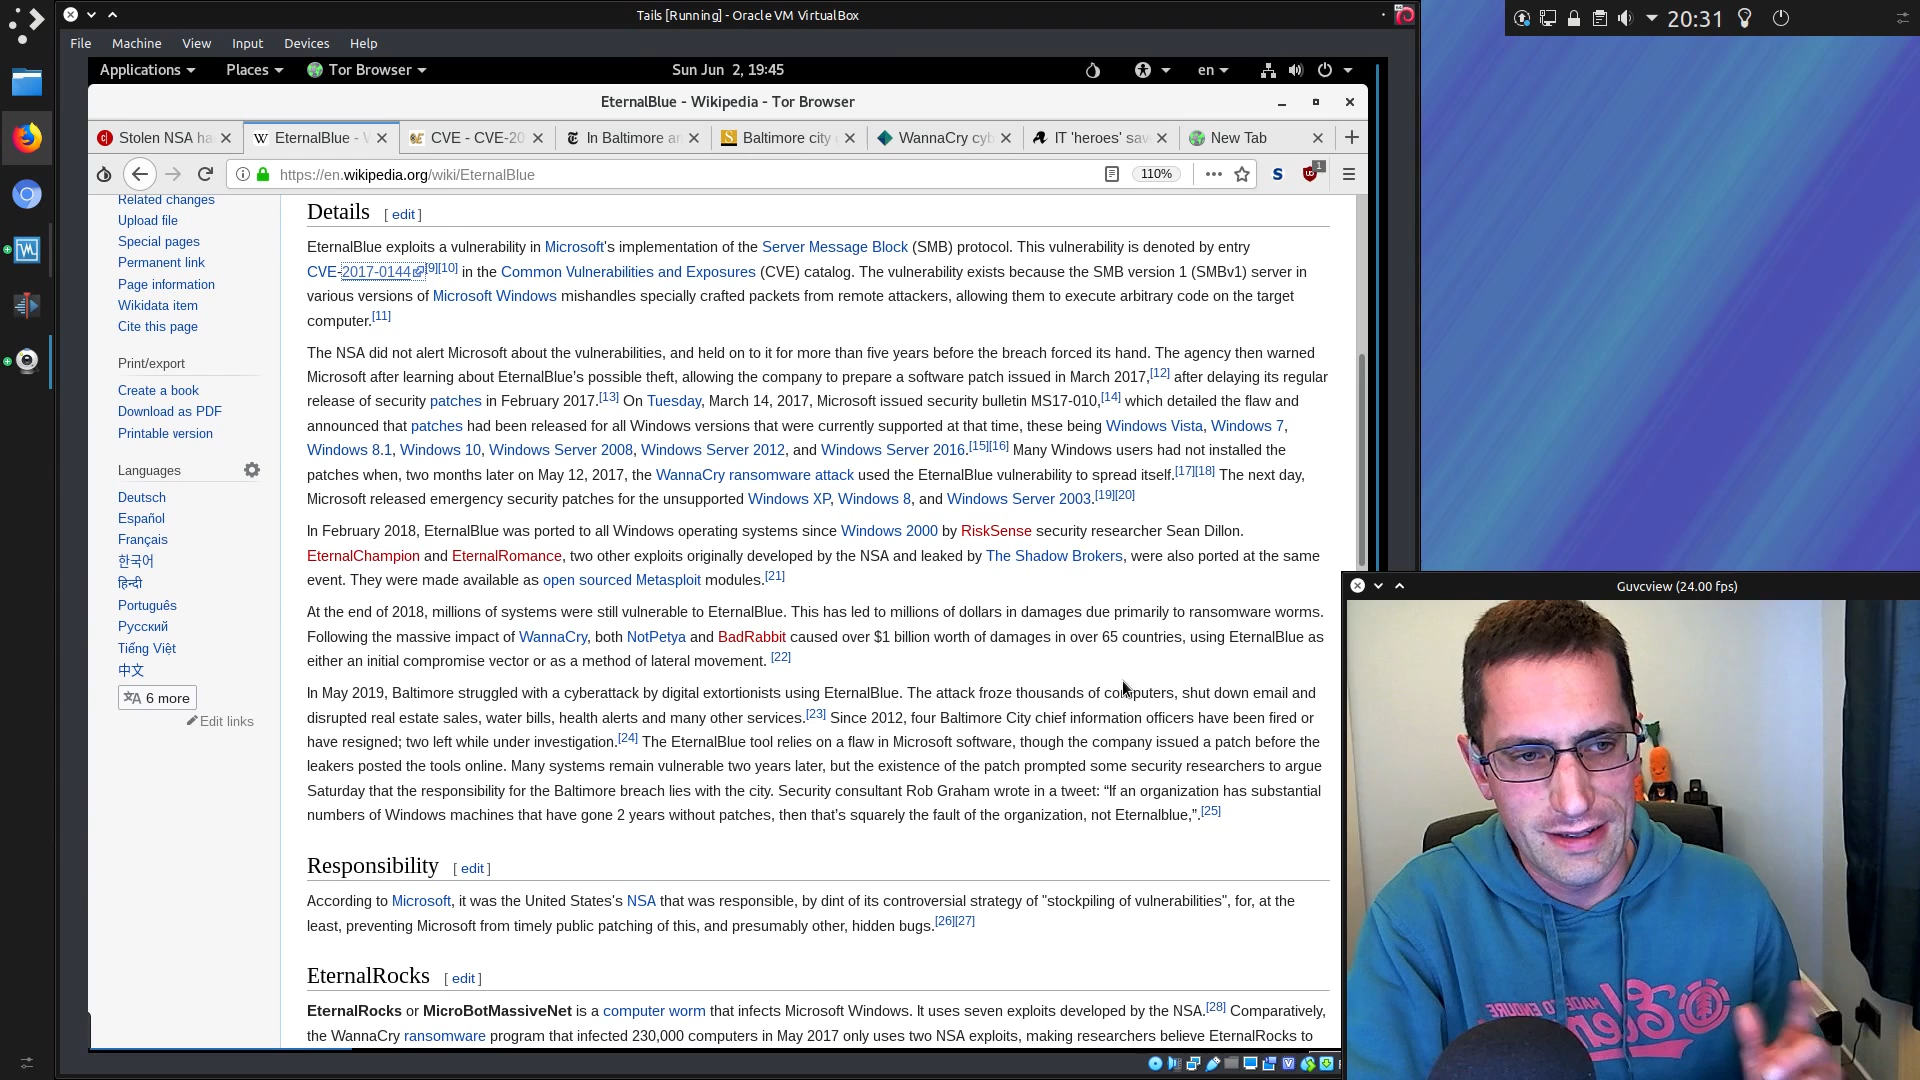 Tails [Running] - Oracle VM VirtualBox
20:31
File Machine View Input Devices Help
Applications Places Tor Browser Sun Jun 2, 19:45 en
EternalBlue - Wikipedia - Tor Browser
Stolen NSA ha EternalBlue - CVE - CVE-20 In Baltimore a Baltimore city WannaCry cyb IT 'heroes' sav New Tab
https://en.wikipedia.org/wiki/EternalBlue 110% S 1
Related changes
Upload file
Special pages
Permanent link
Page information
Wikidata item
Cite this page
Print/export
Create a book
Download as PDF
Printable version
Languages
Deutsch
Español
Français
한국어
हिन्दी
Português
Русский
Tiếng Việt
中文
6 more
Edit links
Details [ edit ]
EternalBlue exploits a vulnerability in Microsoft's implementation of the Server Message Block (SMB) protocol. This vulnerability is denoted by entry
CVE-2017-0144[9][10] in the Common Vulnerabilities and Exposures (CVE) catalog. The vulnerability exists because the SMB version 1 (SMBv1) server in
various versions of Microsoft Windows mishandles specially crafted packets from remote attackers, allowing them to execute arbitrary code on the target
computer.[11]
The NSA did not alert Microsoft about the vulnerabilities, and held on to it for more than five years before the breach forced its hand. The agency then warned
Microsoft after learning about EternalBlue's possible theft, allowing the company to prepare a software patch issued in March 2017,[12] after delaying its regular
release of security patches in February 2017.[13] On Tuesday, March 14, 2017, Microsoft issued security bulletin MS17-010,[14] which detailed the flaw and
announced that patches had been released for all Windows versions that were currently supported at that time, these being Windows Vista, Windows 7,
Windows 8.1, Windows 10, Windows Server 2008, Windows Server 2012, and Windows Server 2016.[15][16] Many Windows users had not installed the
patches when, two months later on May 12, 2017, the WannaCry ransomware attack used the EternalBlue vulnerability to spread itself.[17][18] The next day,
Microsoft released emergency security patches for the unsupported Windows XP, Windows 8, and Windows Server 2003.[19][20]
In February 2018, EternalBlue was ported to all Windows operating systems since Windows 2000 by RiskSense security researcher Sean Dillon.
EternalChampion and EternalRomance, two other exploits originally developed by the NSA and leaked by The Shadow Brokers, were also ported at the same
event. They were made available as open sourced Metasploit modules.[21]
At the end of 2018, millions of systems were still vulnerable to EternalBlue. This has led to millions of dollars in damages due primarily to ransomware worms.
Following the massive impact of WannaCry, both NotPetya and BadRabbit caused over $1 billion worth of damages in over 65 countries, using EternalBlue as
either an initial compromise vector or as a method of lateral movement. [22]
In May 2019, Baltimore struggled with a cyberattack by digital extortionists using EternalBlue. The attack froze thousands of computers, shut down email and
disrupted real estate sales, water bills, health alerts and many other services.[23] Since 2012, four Baltimore City chief information officers have been fired or
have resigned; two left while under investigation.[24] The EternalBlue tool relies on a flaw in Microsoft software, though the company issued a patch before the
leakers posted the tools online. Many systems remain vulnerable two years later, but the existence of the patch prompted some security researchers to argue
Saturday that the responsibility for the Baltimore breach lies with the city. Security consultant Rob Graham wrote in a tweet: “If an organization has substantial
numbers of Windows machines that have gone 2 years without patches, then that’s squarely the fault of the organization, not Eternalblue,”.[25]
Responsibility [ edit ]
According to Microsoft, it was the United States's NSA that was responsible, by dint of its controversial strategy of "stockpiling of vulnerabilities", for, at the
least, preventing Microsoft from timely public patching of this, and presumably other, hidden bugs.[26][27]
EternalRocks [ edit ]
EternalRocks or MicroBotMassiveNet is a computer worm that infects Microsoft Windows. It uses seven exploits developed by the NSA.[28] Comparatively,
the WannaCry ransomware program that infected 230,000 computers in May 2017 only uses two NSA exploits, making researchers believe EternalRocks to
Guvcview (24.00 fps)
MADE TO ENDURE